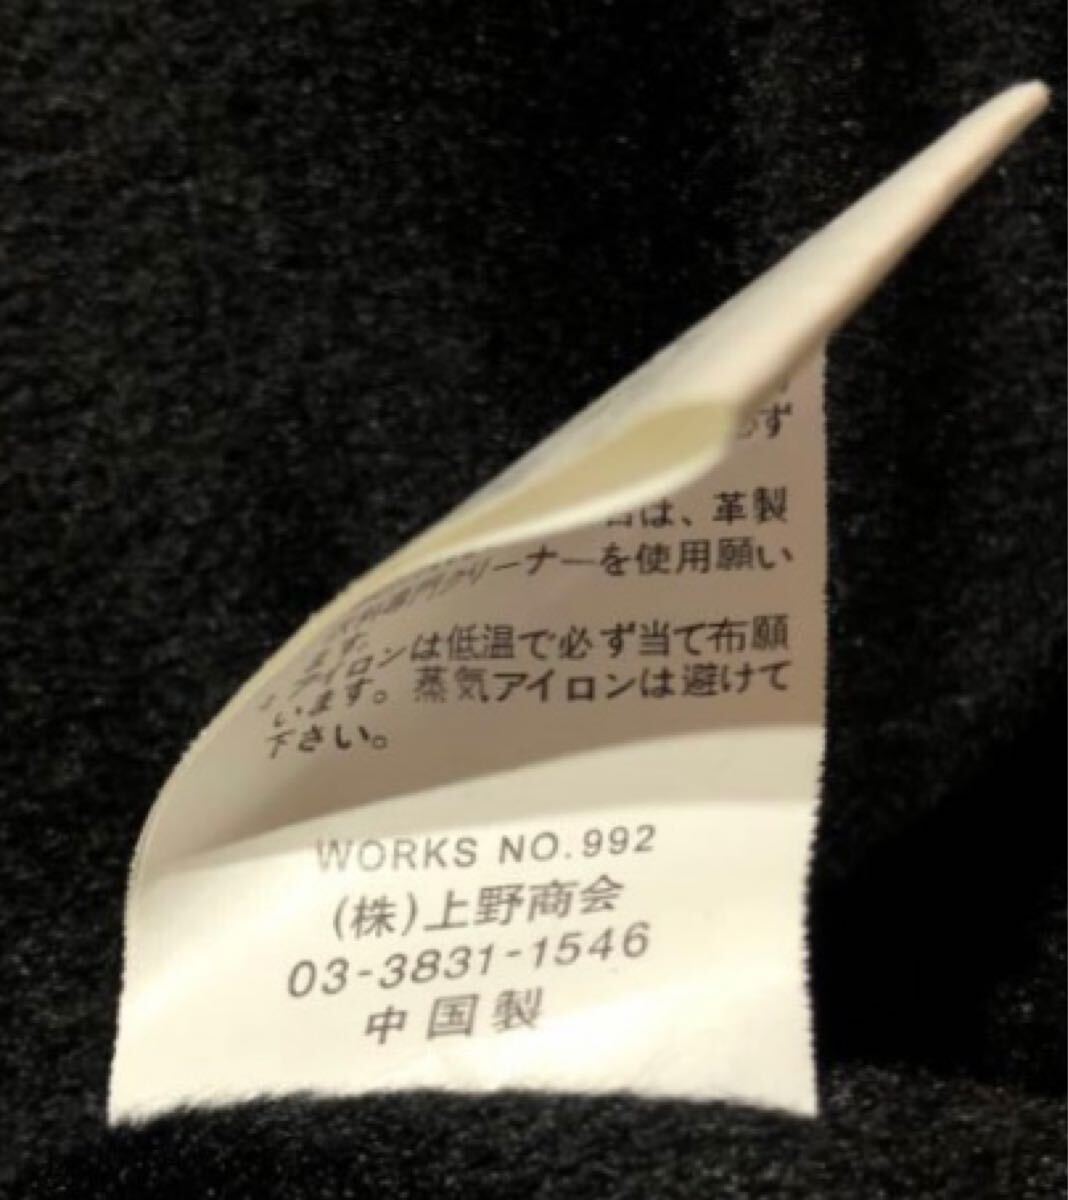 ず
は、革製
クリーナーを使用願い
ます。
アイロンは低温で必ず当て布願
います。蒸気アイロンは避けて
下さい。
WORKS NO.992
(株)上野商会
03-3831-1546
中国製